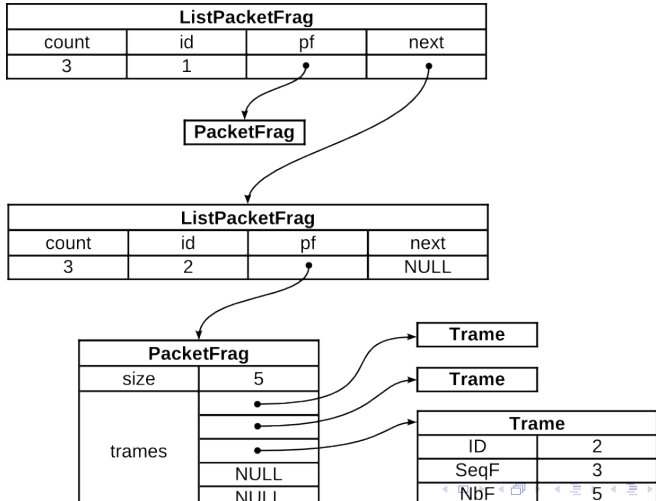 ListPacketFrag
count id pf next
3 1
PacketFrag
ListPacketFrag
count id pf next
3 2 NULL
PacketFrag
size 5
trames
NULL
NULL
Trame
Trame
Trame
ID 2
SeqF 3
NbF 5